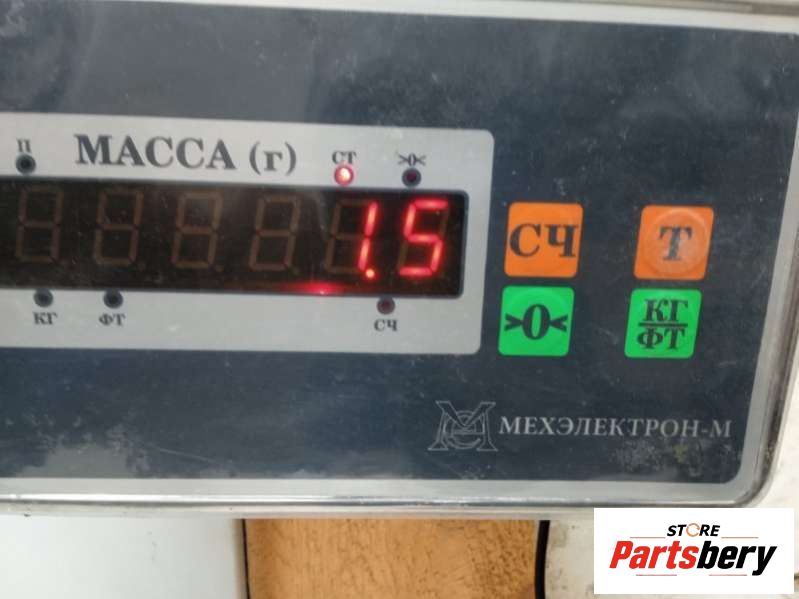 П МАССА (г) СТ >0<
1.5
КГ ФТ СЧ
СЧ Т
>0< КГ
ФТ
МЕХЭЛЕКТРОН-М
STORE
Partsbery